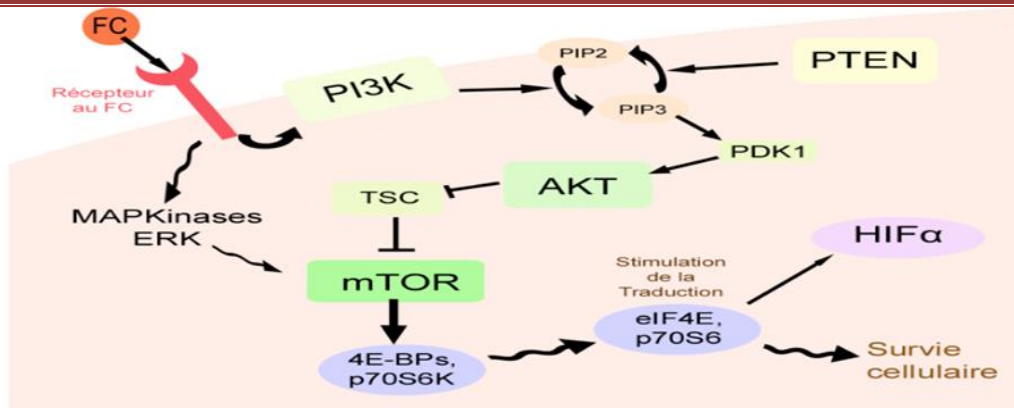 FC
Récepteur
au FC
PI3K
PIP2
PIP3
PTEN
PDK1
AKT
TSC
MAPKinases
ERK
mTOR
4E-BPs,
p70S6K
Stimulation
de la
Traduction
eIF4E,
p70S6
HIFα
Survie
cellulaire